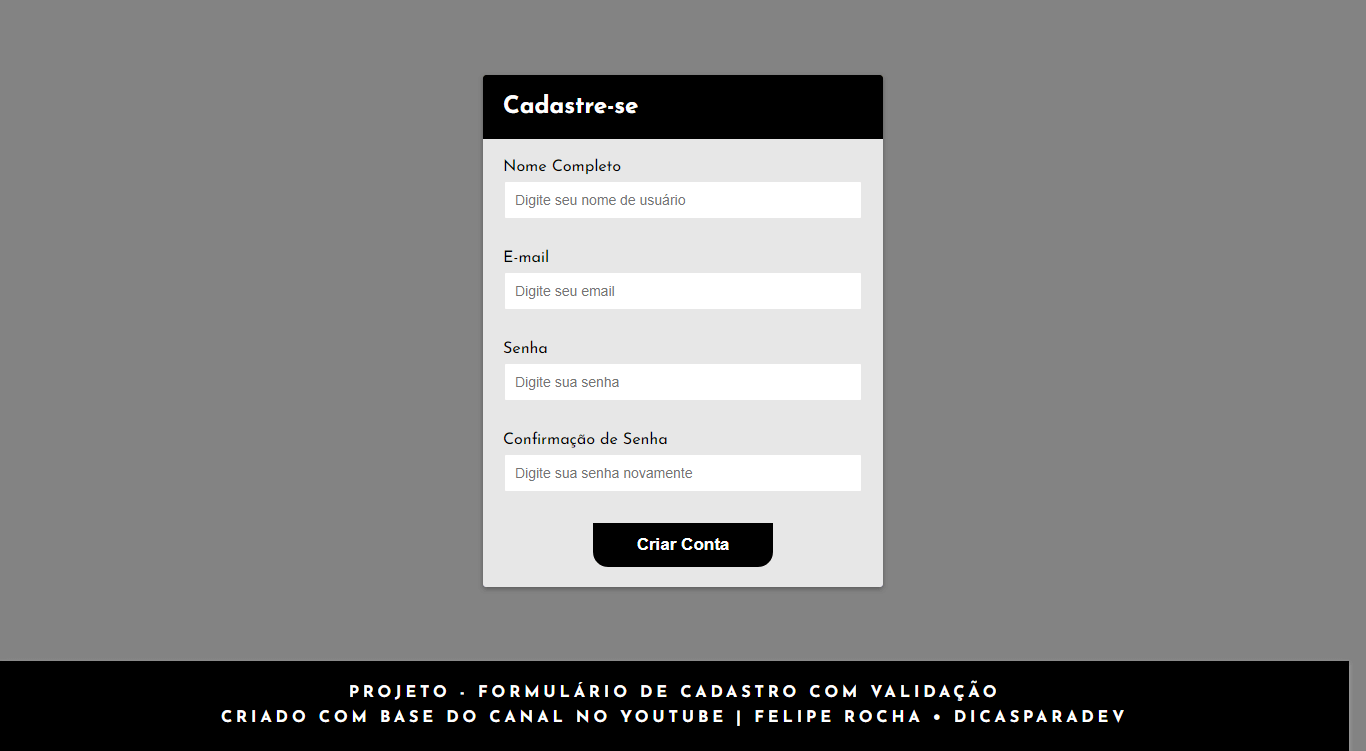 Cadastre-se
Nome Completo
Digite seu nome de usuário
E-mail
Digite seu email
Senha
Digite sua senha
Confirmação de Senha
Digite sua senha novamente
Criar Conta
PROJETO - FORMULÁRIO DE CADASTRO COM VALIDAÇÃO
CRIADO COM BASE DO CANAL NO YOUTUBE | FELIPE ROCHA • DICASPARADEV